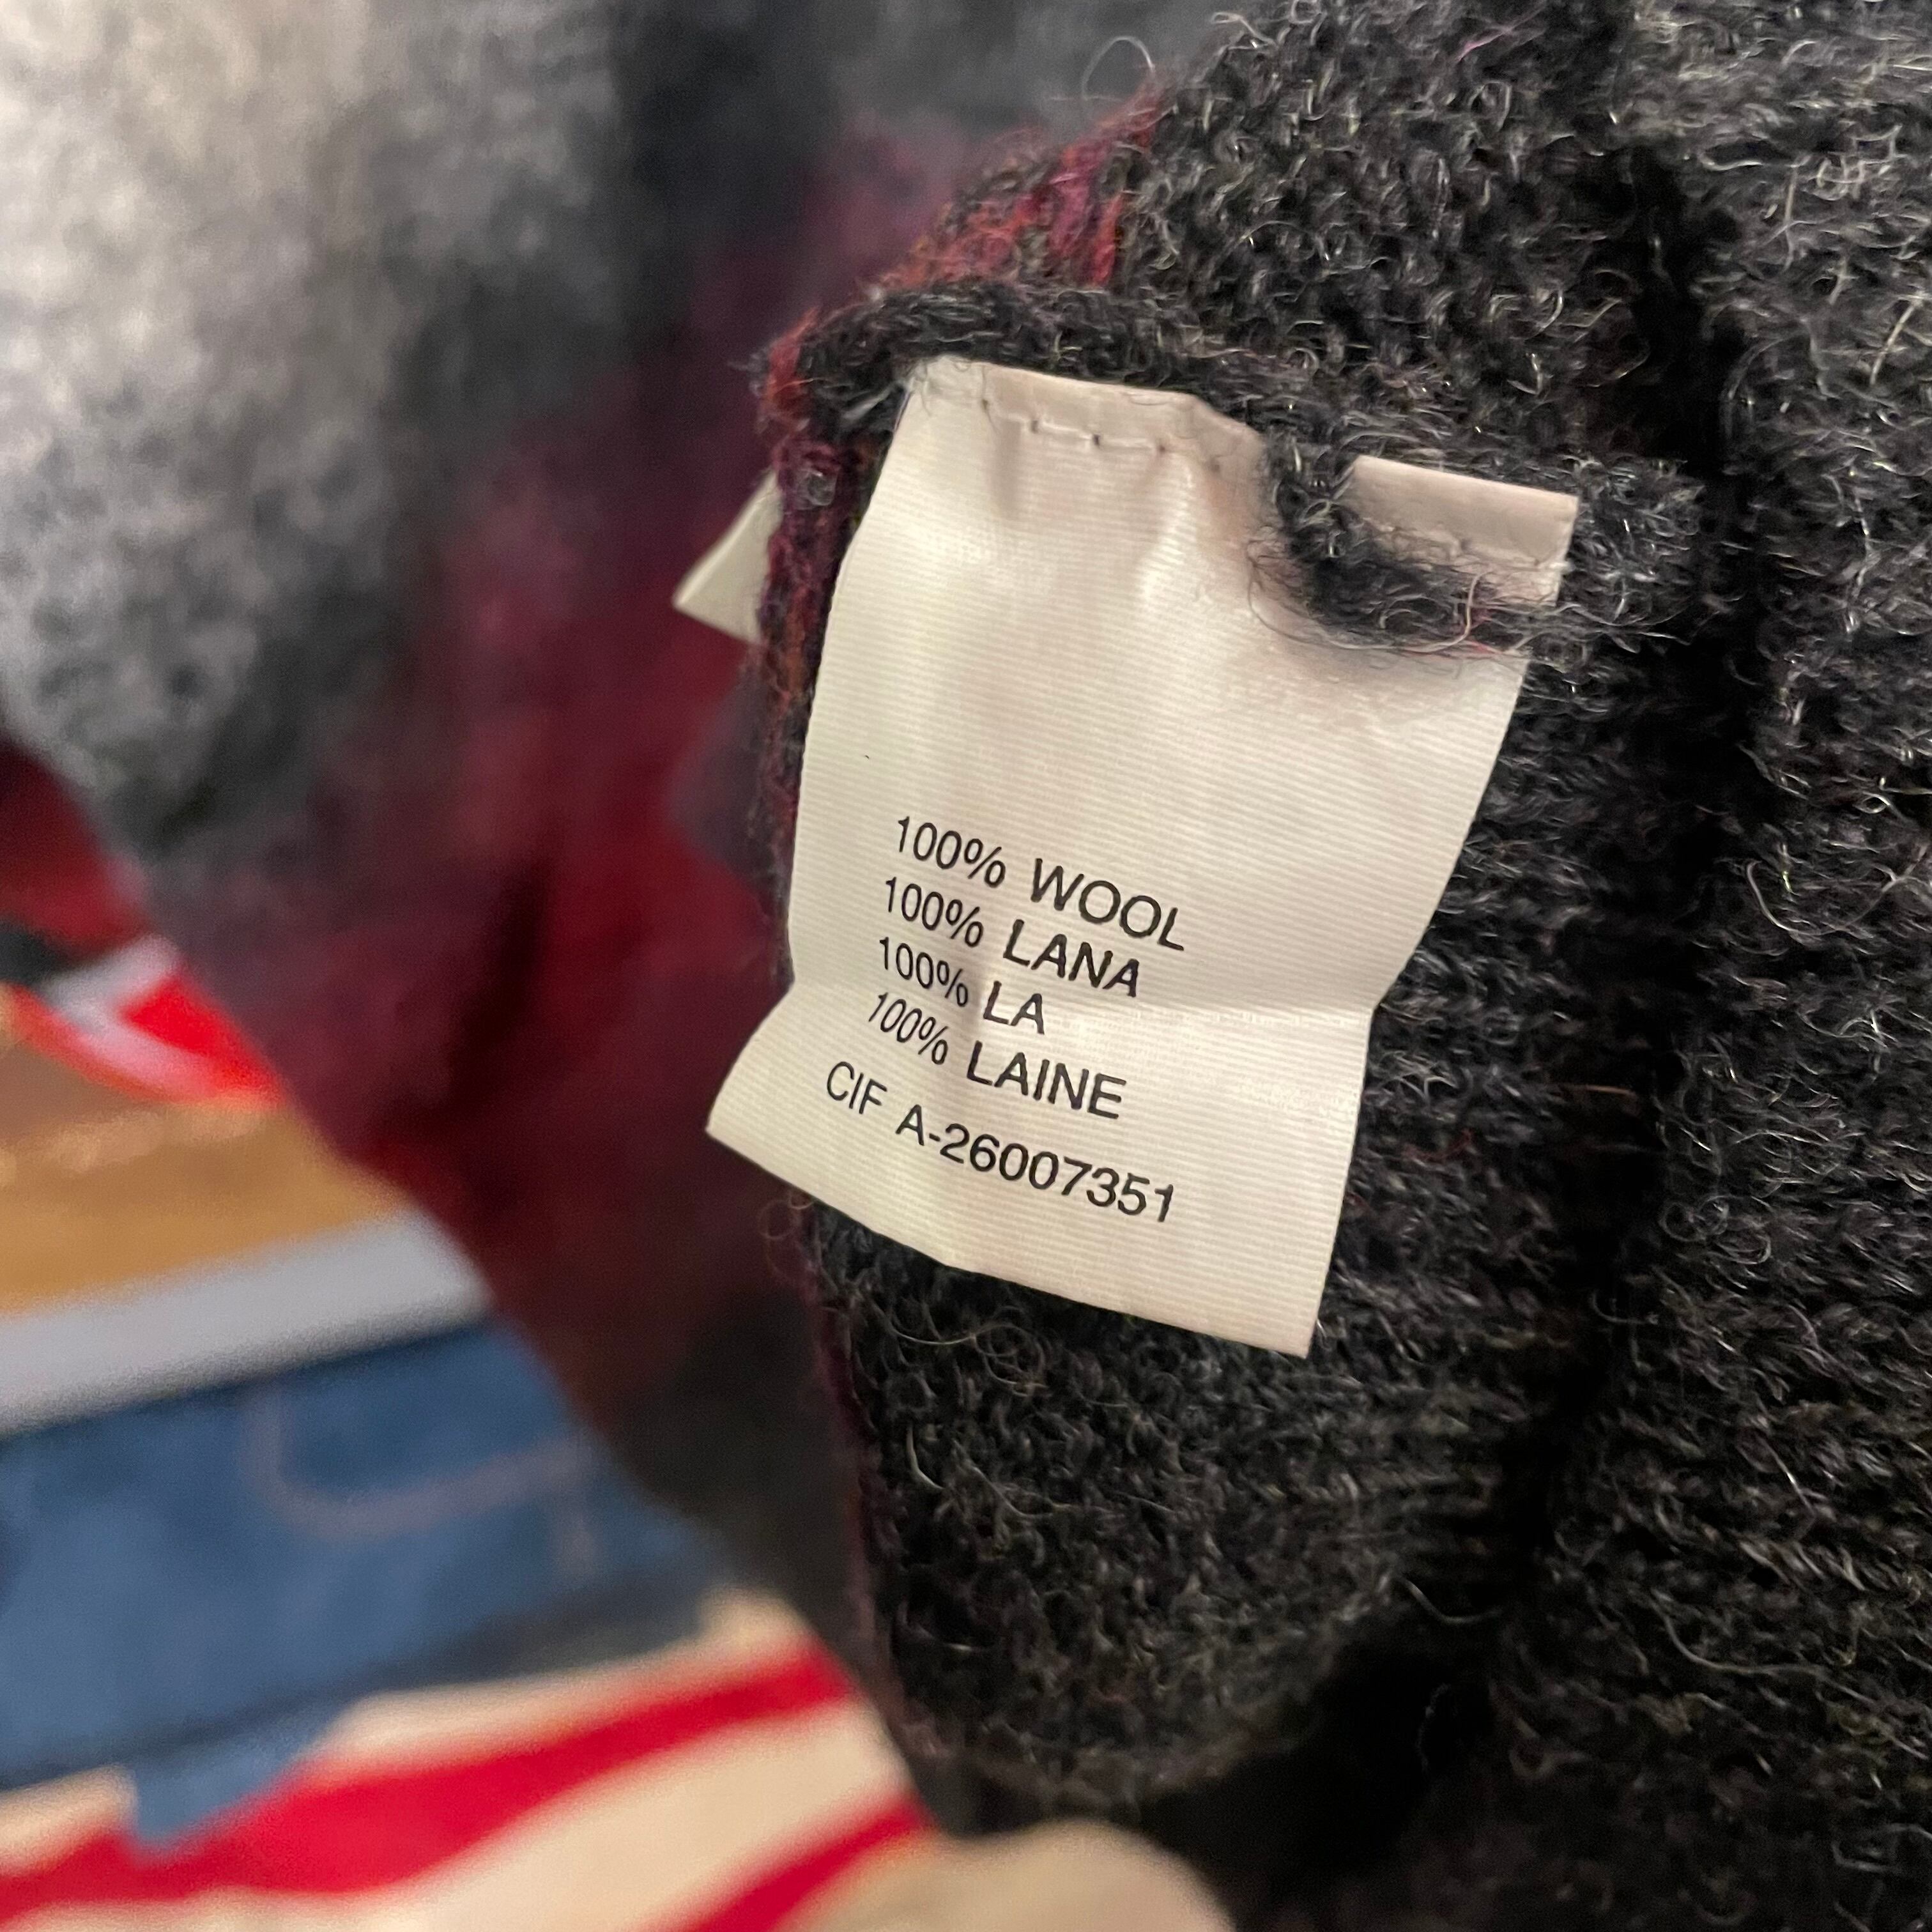 100% WOOL
100% LANA
100% LA
100% LAINE
CIF A-26007351